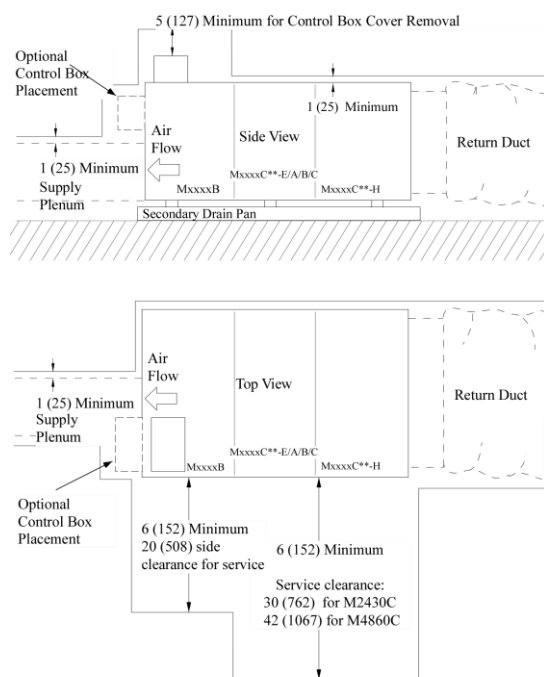 5 (127) Minimum for Control Box Cover Removal
Optional
Control Box
Placement
1 (25) Minimum
Air
Flow
Side View
Return Duct
1 (25) Minimum
Supply
Plenum
MxxxxB
MxxxxC**-E/A/B/C
MxxxxC**-H
Secondary Drain Pan
Air
Flow
1 (25) Minimum
Supply
Plenum
Top View
Return Duct
MxxxxC**-E/A/B/C
MxxxxB
MxxxxC**-H
Optional
Control Box
Placement
6 (152) Minimum
20 (508) side
clearance for service
6 (152) Minimum
Service clearance:
30 (762) for M2430C
42 (1067) for M4860C